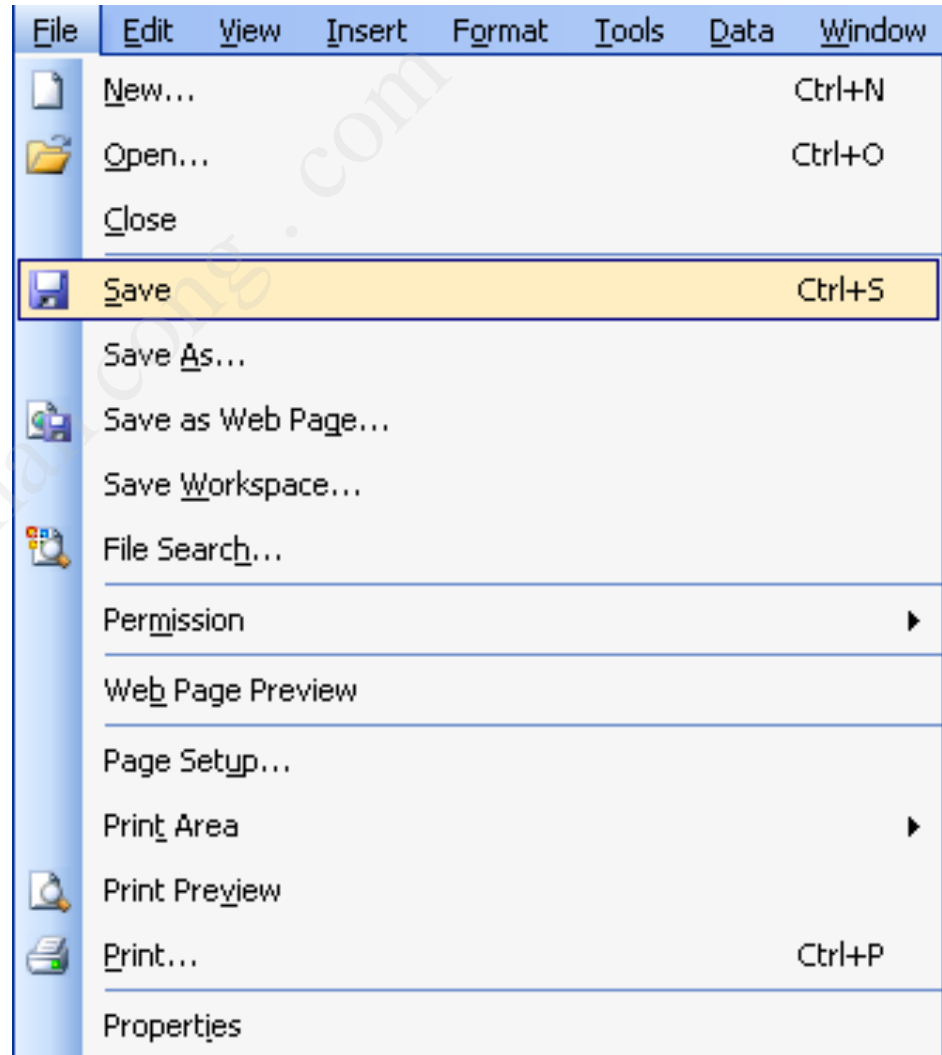 File Edit View Insert Format Tools Data Window
New... Ctrl+N
Open... Ctrl+O
Close
Save Ctrl+S
Save As...
Save as Web Page...
Save Workspace...
File Search...
Permission
Web Page Preview
Page Setup...
Print Area
Print Preview
Print... Ctrl+P
Properties